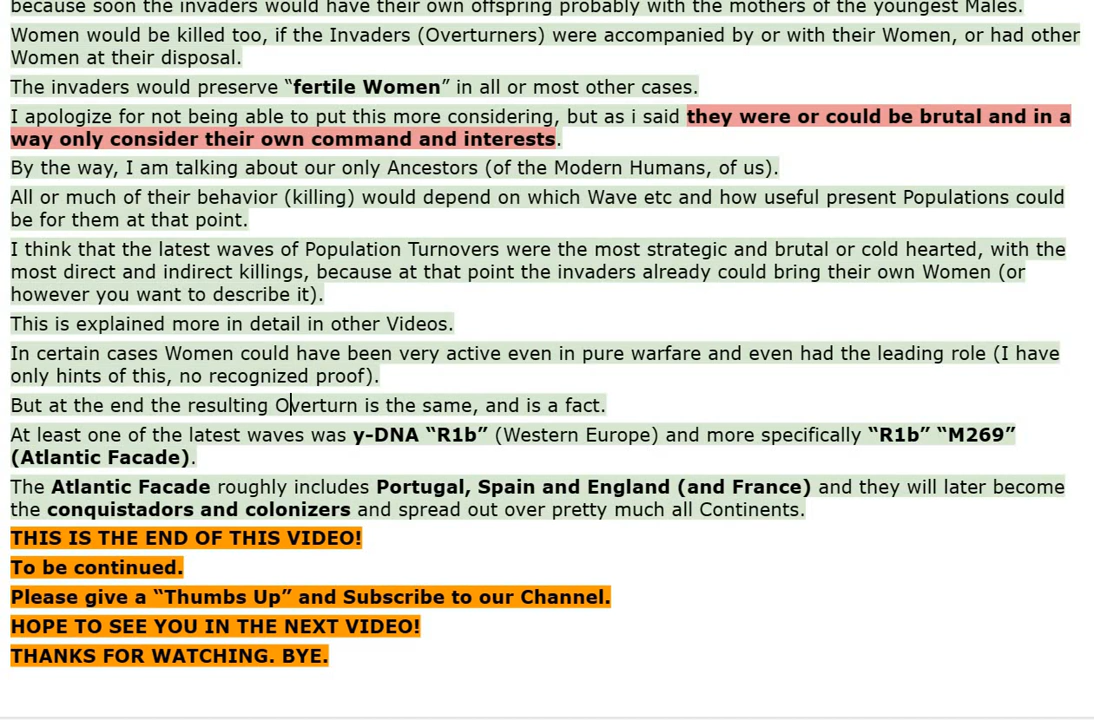 because soon the invaders would have their own offspring probably with the mothers of the youngest Males.
Women would be killed too, if the Invaders (Overturners) were accompanied by or with their Women, or had other
Women at their disposal.
The invaders would preserve “fertile Women” in all or most other cases.
I apologize for not being able to put this more considering, but as i said they were or could be brutal and in a
way only consider their own command and interests.
By the way, I am talking about our only Ancestors (of the Modern Humans, of us).
All or much of their behavior (killing) would depend on which Wave etc and how useful present Populations could
be for them at that point.
I think that the latest waves of Population Turnovers were the most strategic and brutal or cold hearted, with the
most direct and indirect killings, because at that point the invaders already could bring their own Women (or
however you want to describe it).
This is explained more in detail in other Videos.
In certain cases Women could have been very active even in pure warfare and even had the leading role (I have
only hints of this, no recognized proof).
But at the end the resulting Overturn is the same, and is a fact.
At least one of the latest waves was y-DNA “R1b” (Western Europe) and more specifically “R1b” “M269”
(Atlantic Facade).
The Atlantic Facade roughly includes Portugal, Spain and England (and France) and they will later become
the conquistadors and colonizers and spread out over pretty much all Continents.
THIS IS THE END OF THIS VIDEO!
To be continued.
Please give a “Thumbs Up” and Subscribe to our Channel.
HOPE TO SEE YOU IN THE NEXT VIDEO!
THANKS FOR WATCHING. BYE.